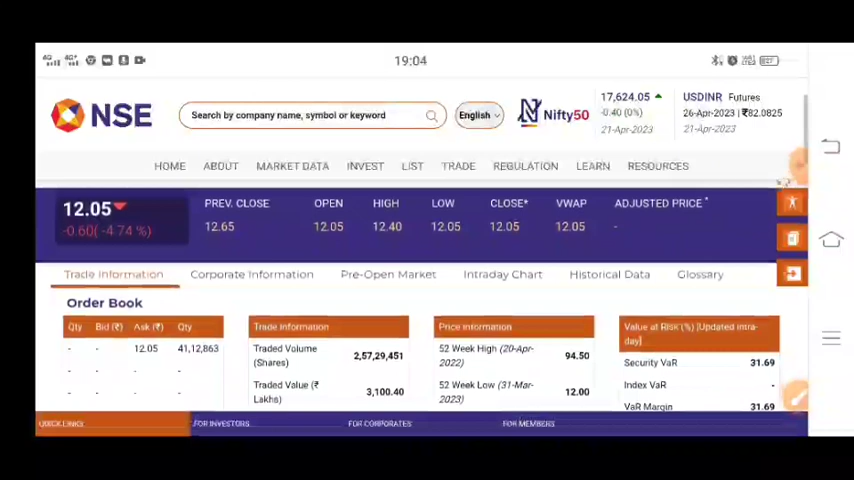 19:04
NSE
Search by company name, symbol or keyword
English
Nifty50
17,624.05
-0.40 (0%)
21-Apr-2023
USDINR Futures
26-Apr-2023 | ₹82.0825
21-Apr-2023
HOME ABOUT MARKET DATA INVEST LIST TRADE REGULATION LEARN RESOURCES
12.05
-0.60( -4.74 %)
PREV. CLOSE OPEN HIGH LOW CLOSE* VWAP ADJUSTED PRICE *
12.65 12.05 12.40 12.05 12.05 12.05 -
Trade Information Corporate Information Pre-Open Market Intraday Chart Historical Data Glossary
Order Book
Qty Bid (₹) Ask (₹) Qty
- - 12.05 41,12,863
- - - -
- - - -
Trade Information
Traded Volume (Shares) 2,57,29,451
Traded Value (₹ Lakhs) 3,100.40
Price Information
52 Week High (20-Apr-2022) 94.50
52 Week Low (31-Mar-2023) 12.00
Value at Risk (%) [Updated intra-day]
Security VaR 31.69
Index VaR -
VaR Margin 31.69
QUICK LINKS FOR INVESTORS FOR CORPORATES FOR MEMBERS